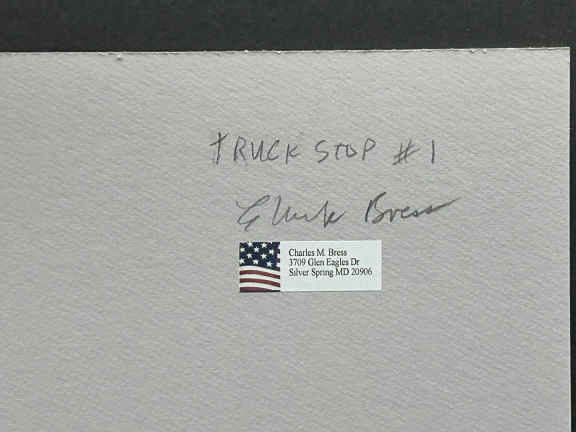 tRUCK STOP #1
Chuck Bress
Charles M. Bress
3709 Glen Eagles Dr
Silver Spring MD 20906